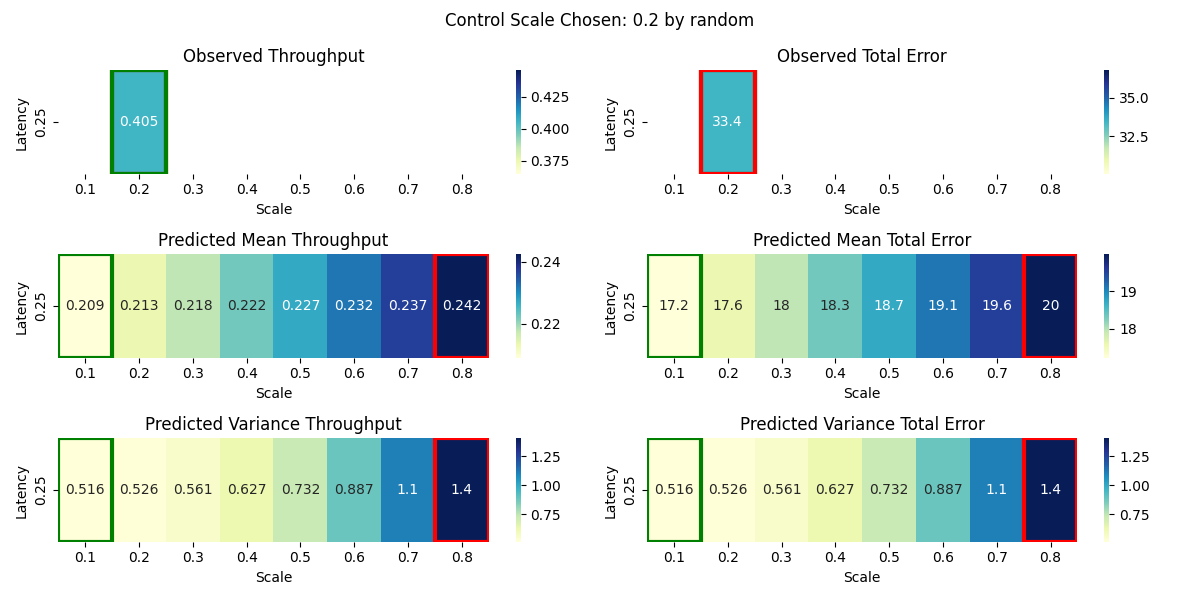 Control Scale Chosen: 0.2 by random
Observed Throughput
Latency
0.25
0.405
0.1 0.2 0.3 0.4 0.5 0.6 0.7 0.8
Scale
0.425
0.400
0.375
Observed Total Error
Latency
0.25
33.4
0.1 0.2 0.3 0.4 0.5 0.6 0.7 0.8
Scale
35.0
32.5
Predicted Mean Throughput
Latency
0.25
0.209 0.213 0.218 0.222 0.227 0.232 0.237 0.242
0.1 0.2 0.3 0.4 0.5 0.6 0.7 0.8
Scale
0.24
0.22
Predicted Mean Total Error
Latency
0.25
17.2 17.6 18 18.3 18.7 19.1 19.6 20
0.1 0.2 0.3 0.4 0.5 0.6 0.7 0.8
Scale
19
18
Predicted Variance Throughput
Latency
0.25
0.516 0.526 0.561 0.627 0.732 0.887 1.1 1.4
0.1 0.2 0.3 0.4 0.5 0.6 0.7 0.8
Scale
1.25
1.00
0.75
Predicted Variance Total Error
Latency
0.25
0.516 0.526 0.561 0.627 0.732 0.887 1.1 1.4
0.1 0.2 0.3 0.4 0.5 0.6 0.7 0.8
Scale
1.25
1.00
0.75